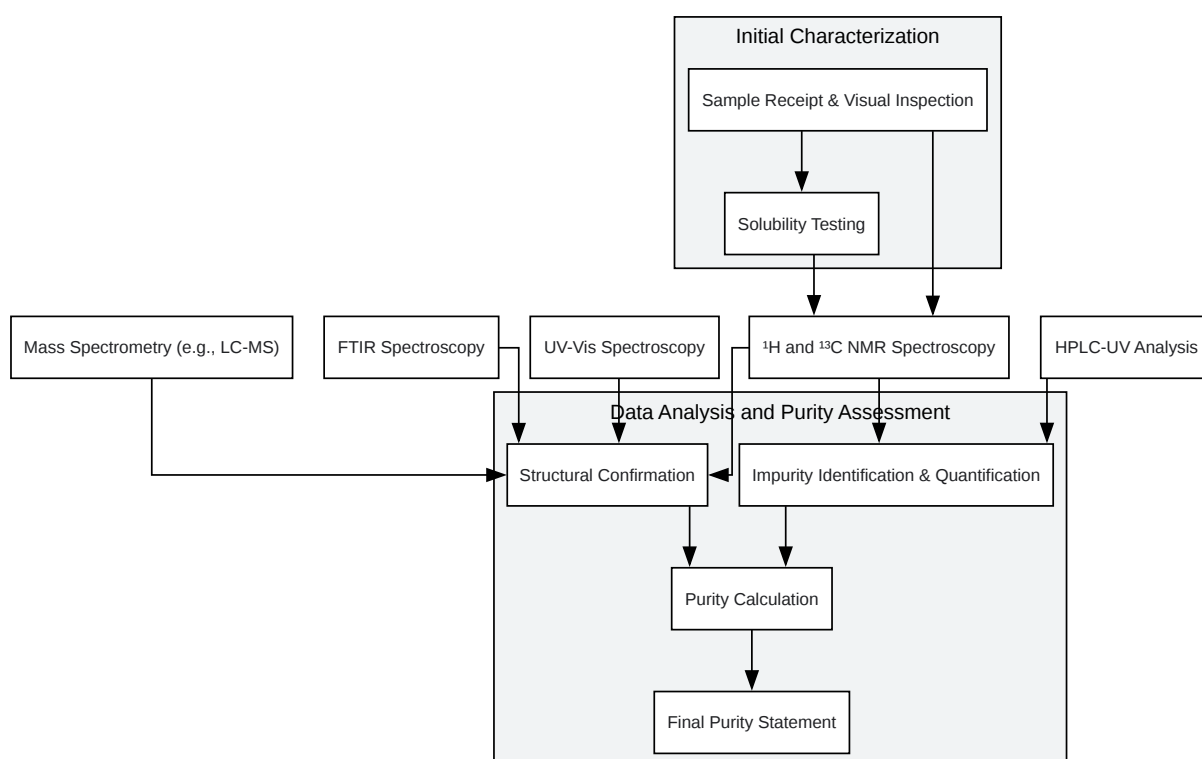 Initial Characterization
Sample Receipt & Visual Inspection
Solubility Testing
Mass Spectrometry (e.g., LC-MS)
FTIR Spectroscopy
UV-Vis Spectroscopy
¹H and ¹³C NMR Spectroscopy
HPLC-UV Analysis
Data Analysis and Purity Assessment
Structural Confirmation
Impurity Identification & Quantification
Purity Calculation
Final Purity Statement